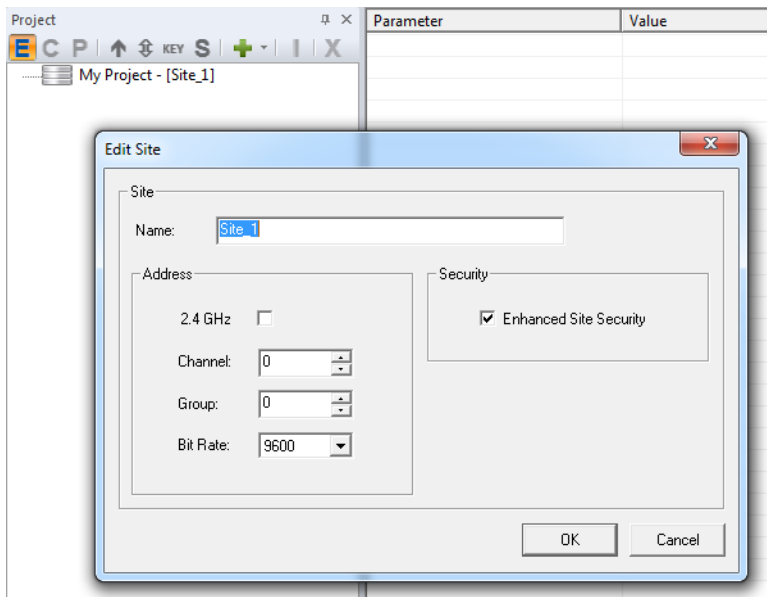 Project
Parameter Value
E C P KEY S I X
My Project - [Site_1]
Edit Site
Site
Name: Site_1
Address
Security
2.4 GHz
Enhanced Site Security
Channel: 0
Group: 0
Bit Rate: 9600
OK Cancel